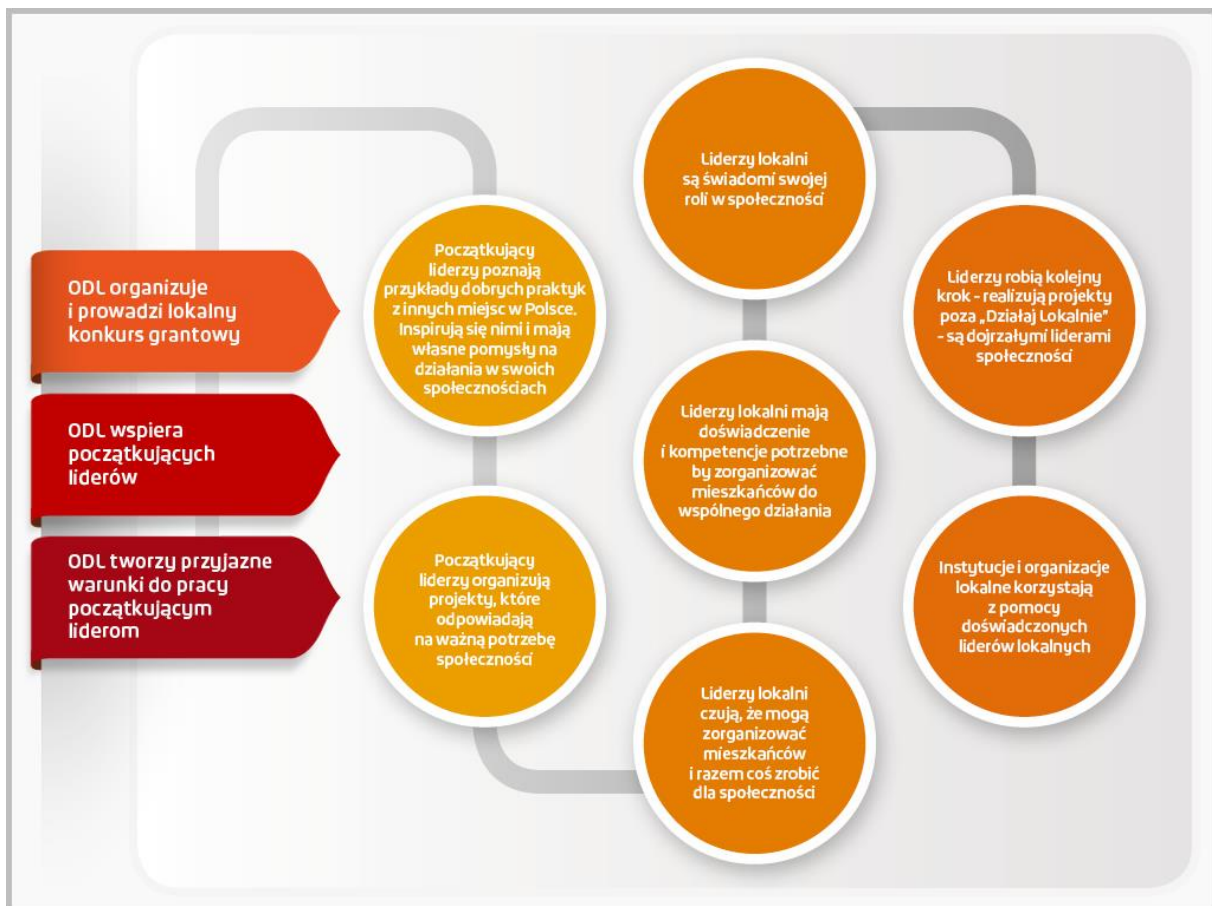 ODL organizuje
i prowadzi lokalny
konkurs grantowy
ODL wspiera
początkujących
liderów
ODL tworzy przyjazne
warunki do pracy
początkującym
liderom
Początkujący
liderzy poznają
przykłady dobrych praktyk
z innych miejsc w Polsce.
Inspirują się nimi i mają
własne pomysły na
działania w swoich
społecznościach
Początkujący
liderzy organizują
projekty, które
odpowiadają
na ważną potrzebę
społeczności
Liderzy lokalni
są świadomi swojej
roli w społeczności
Liderzy lokalni mają
doświadczenie
i kompetencje potrzebne
by zorganizować
mieszkańców do
wspólnego działania
Liderzy lokalni
czują, że mogą
zorganizować
mieszkańców
i razem coś zrobić
dla społeczności
Liderzy robią kolejny
krok - realizują projekty
poza „Działaj Lokalnie”
- są dojrzałymi liderami
społeczności
Instytucje i organizacje
lokalne korzystają
z pomocy
doświadczonych
liderów lokalnych